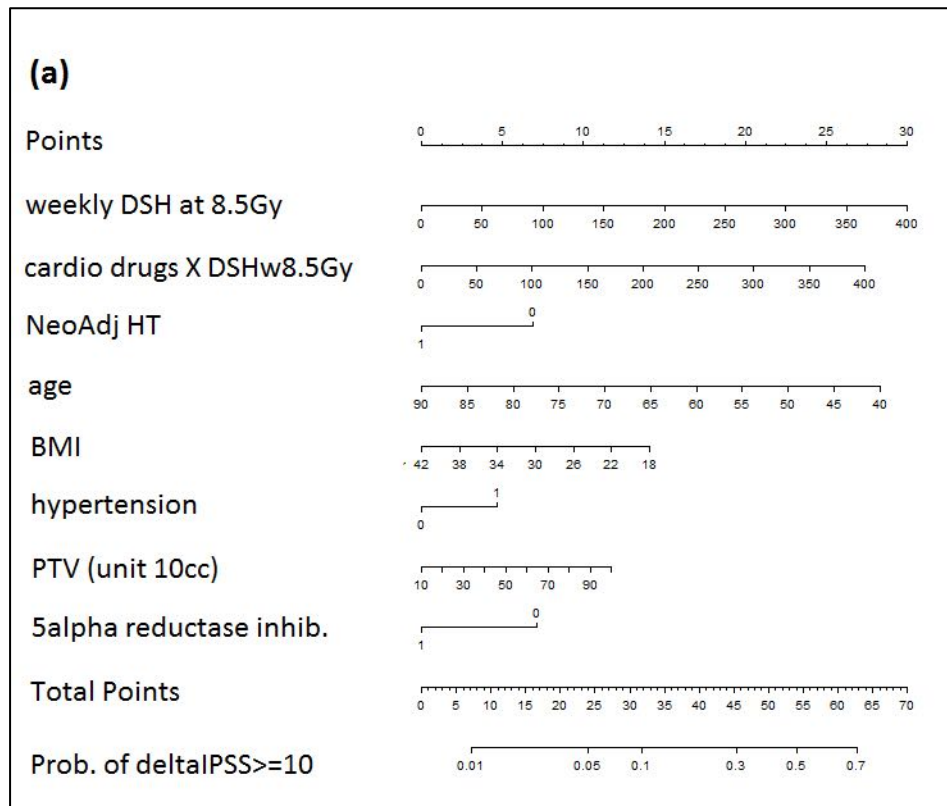 (a)
0 5 10 15 20 25 30
Points
weekly DSH at 8.5Gy
0 50 100 150 200 250 300 350 400
cardio drugs X DSHw8.5Gy
0 50 100 150 200 250 300 350 400
0
NeoAdj HT
1
age
90 85 80 75 70 65 60 55 50 45 40
BMI
42 38 34 30 26 22 18
1
hypertension
0
PTV (unit 10cc)
10 30 50 70 90
0
5alpha reductase inhib.
1
Total Points
0 5 10 15 20 25 30 35 40 45 50 55 60 65 70
Prob. of deltaIPSS>=10
0.01 0.05 0.1 0.3 0.5 0.7